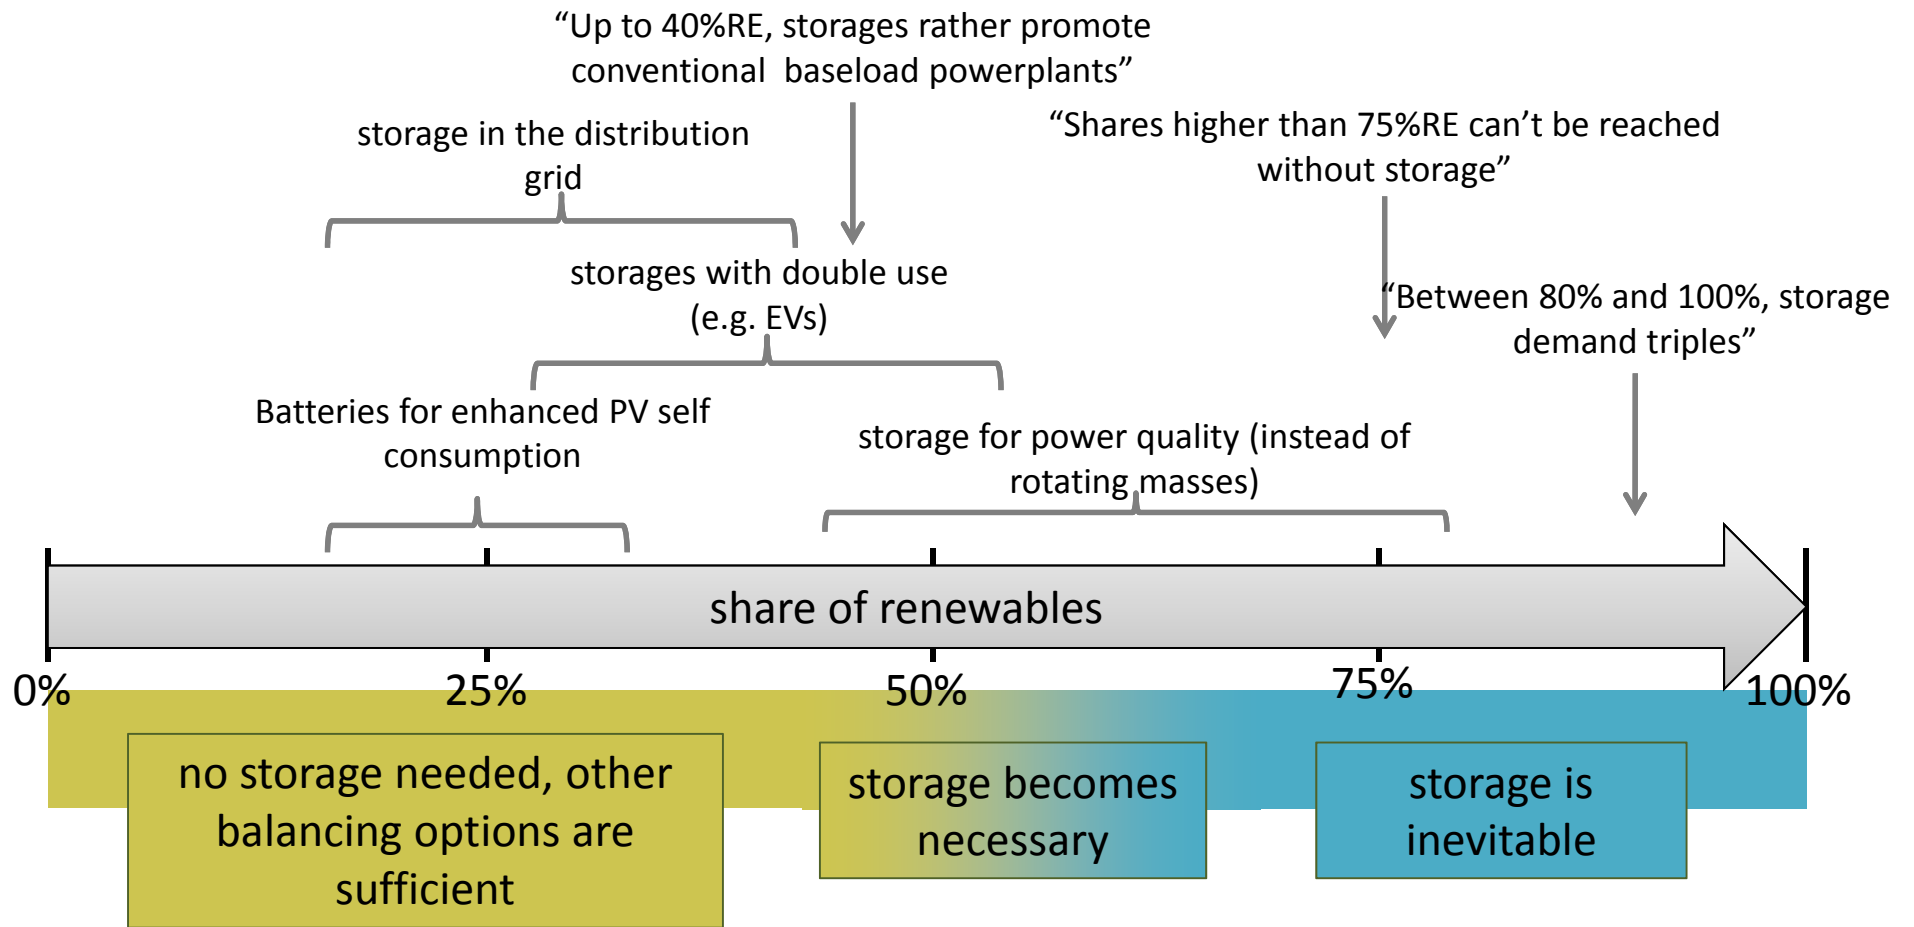 “Up to 40%RE, storages rather promote
conventional  baseload powerplants”
“Shares higher than 75%RE can’t be reached
without storage”
storage in the distribution
grid
storages with double use
(e.g. EVs)
“Between 80% and 100%, storage
demand triples”
Batteries for enhanced PV self
consumption
storage for power quality (instead of
rotating masses)
share of renewables
0%
25%
50%
75%
100%
no storage needed, other
balancing options are
sufficient
storage becomes
necessary
storage is
inevitable